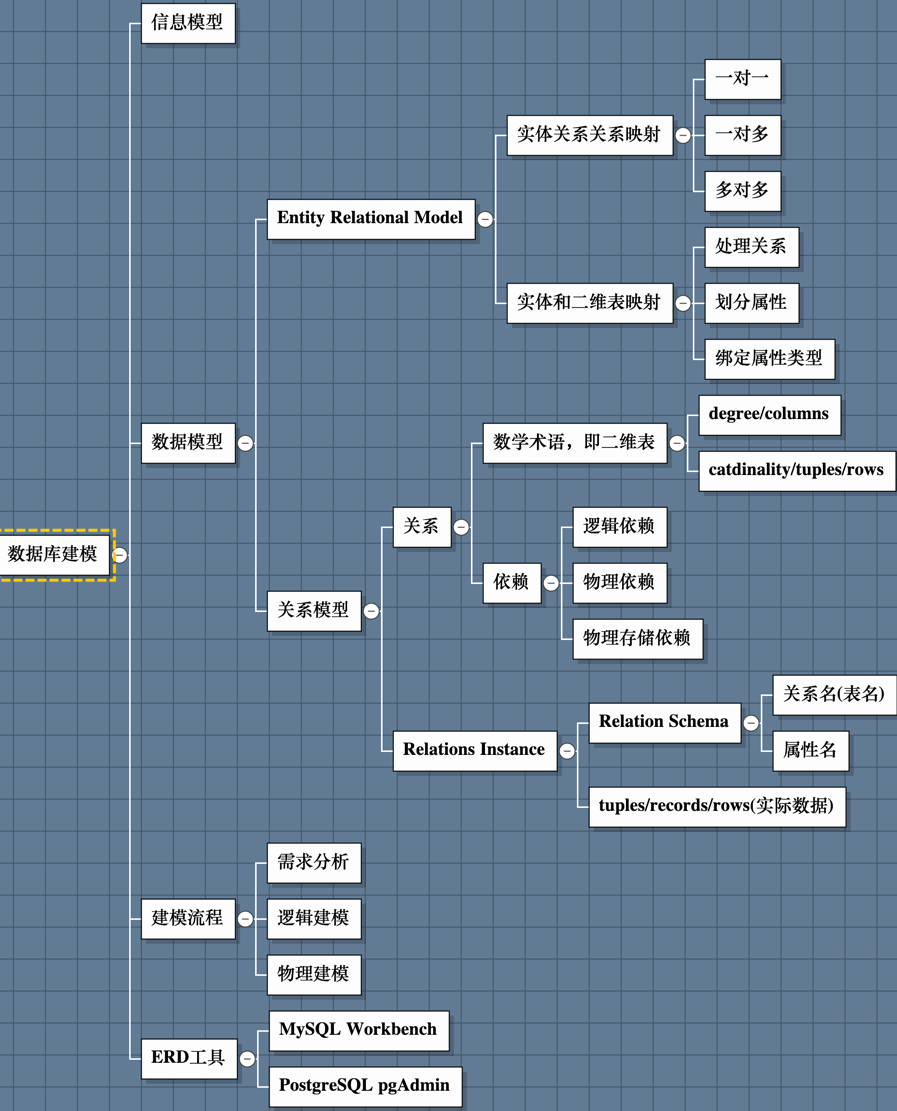 信息模型
一对一
实体关系关系映射
一对多
多对多
Entity Relational Model
处理关系
实体和二维表映射
划分属性
绑定属性类型
degree/columns
数据模型
数学术语，即二维表
catdinality/tuples/rows
关系
逻辑依赖
数据库建模
依赖
物理依赖
关系模型
物理存储依赖
关系名(表名)
Relation Schema
Relations Instance
属性名
tuples/records/rows(实际数据)
需求分析
建模流程
逻辑建模
物理建模
MySQL Workbench
ERD工具
PostgreSQL pgAdmin